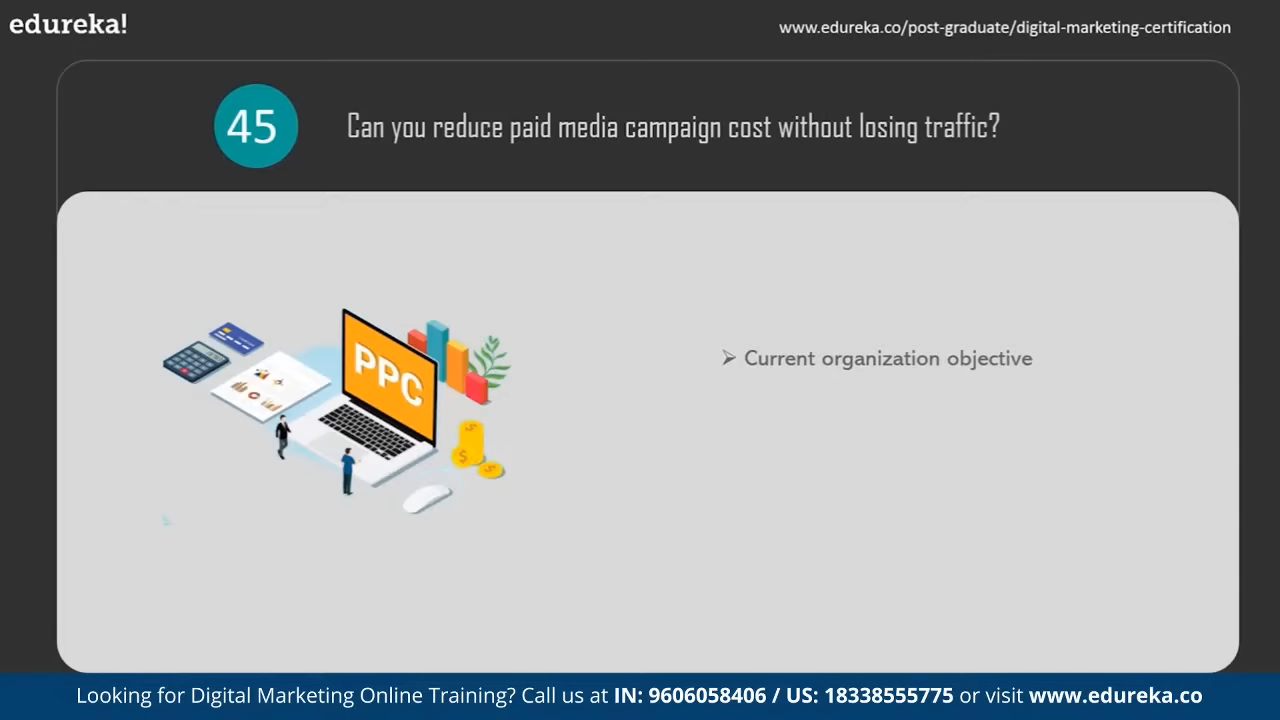 edureka!
www.edureka.co/post-graduate/digital-marketing-certification
45
Can you reduce paid media campaign cost without losing traffic?
PPC
$
$
$
➢ Current organization objective
Looking for Digital Marketing Online Training? Call us at IN: 9606058406 / US: 18338555775 or visit www.edureka.co